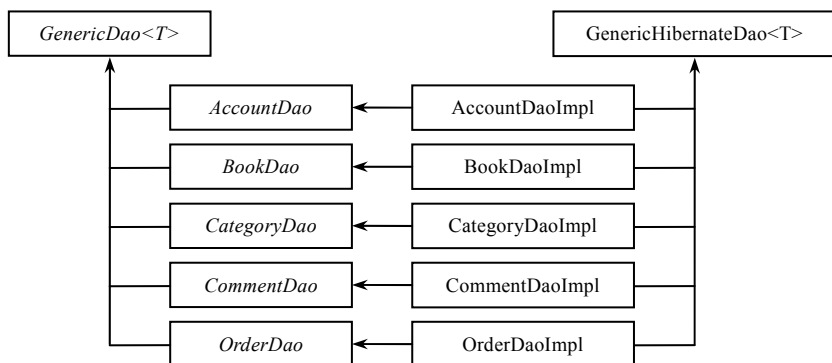 GenericDao<T>
GenericHibernateDao<T>
AccountDao
AccountDaoImpl
BookDao
BookDaoImpl
CategoryDao
CategoryDaoImpl
CommentDao
CommentDaoImpl
OrderDao
OrderDaoImpl